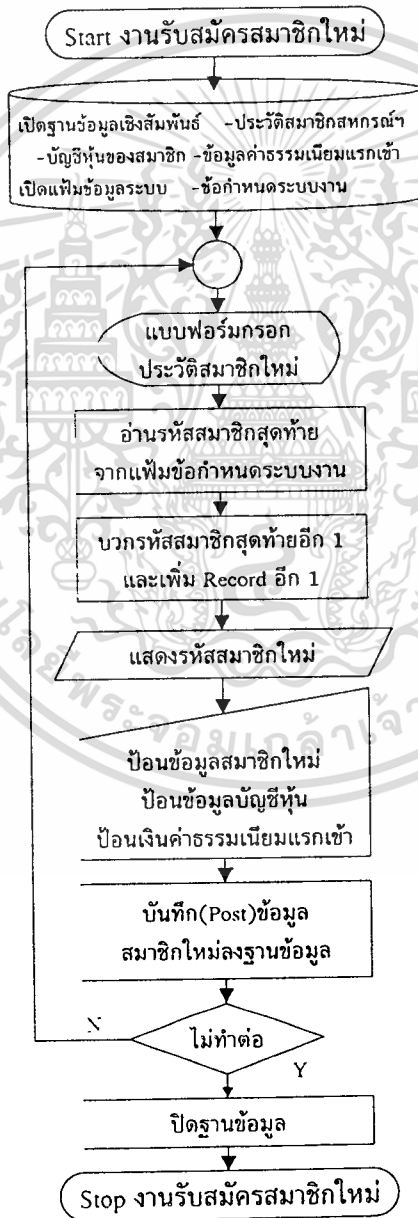 Start งานรับสมัครสมาชิกใหม่
เปิดฐานข้อมูลเชิงสัมพันธ์ -ประวัติสมาชิกสหกรณ์ฯ
-บัญชีหุ้นของสมาชิก -ข้อมูลค่าธรรมเนียมแรกเข้า
เปิดแฟ้มข้อมูลระบบ -ข้อกำหนดระบบงาน
แบบฟอร์มกรอก
ประวัติสมาชิกใหม่
อ่านรหัสสมาชิกสุดท้าย
จากแฟ้มข้อกำหนดระบบงาน
บวกรหัสสมาชิกสุดท้ายอีก 1
และเพิ่ม Record อีก 1
แสดงรหัสสมาชิกใหม่
ป้อนข้อมูลสมาชิกใหม่
ป้อนข้อมูลบัญชีหุ้น
ป้อนเงินค่าธรรมเนียมแรกเข้า
บันทึก(Post)ข้อมูล
สมาชิกใหม่ลงฐานข้อมูล
N
ไม่ทำต่อ
Y
ปิดฐานข้อมูล
Stop งานรับสมัครสมาชิกใหม่